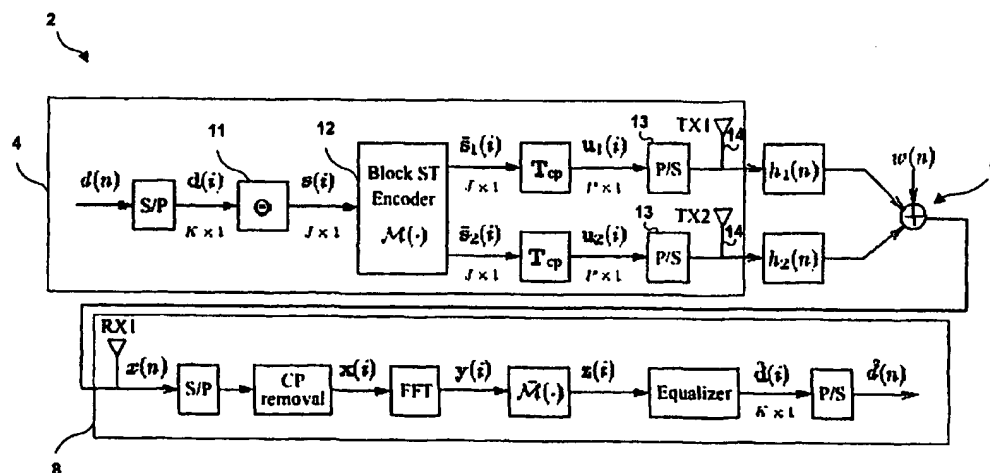 2
4
11
12
13
TX1
14
d(n)
S/P
d(i)
K × 1
Θ
s(i)
J × 1
Block ST
Encoder
M(·)
s̄₁(i)
J × 1
T_cp
u₁(i)
P × 1
P/S
h₁(n)
w(n)
s̄₂(i)
J × 1
T_cp
u₂(i)
P × 1
13
P/S
TX2
14
h₂(n)
RX1
x(n)
S/P
CP
removal
x(i)
FFT
y(i)
M̄(·)
z(i)
Equalizer
d̂(i)
K × 1
P/S
d̂(n)
8